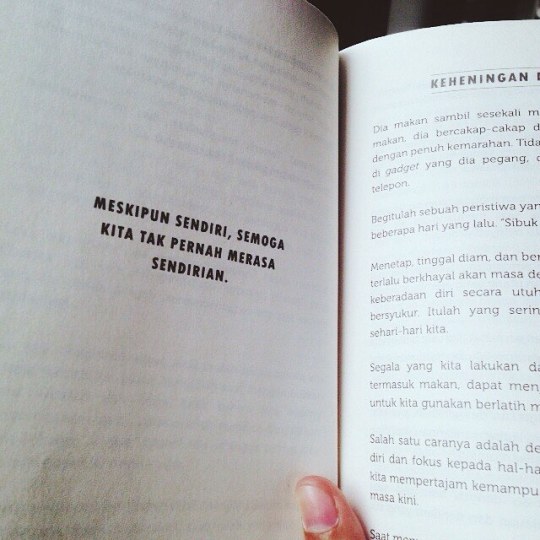 MESKIPUN SENDIRI, SEMOGA
KITA TAK PERNAH MERASA
SENDIRIAN.
KEHENINGAN
Dia makan sambil sesekali
makan, dia bercakap-cakap
dengan penuh kemarahan. Tida
di gadget yang dia pegang,
telepon.
Begitulah sebuah peristiwa yan
beberapa hari yang lalu. "Sibuk
Menetap, tinggal diam, dan ber
terlalu berkhayal akan masa de
keberadaan diri secara utuh
bersyukur. Itulah yang serin
sehari-hari kita.
Segala yang kita lakukan da
termasuk makan, dapat men
untuk kita gunakan berlatih m
Salah satu caranya adalah de
diri dan fokus kepada hal-ha
kita mempertajam kemampu
masa kini.
Saat